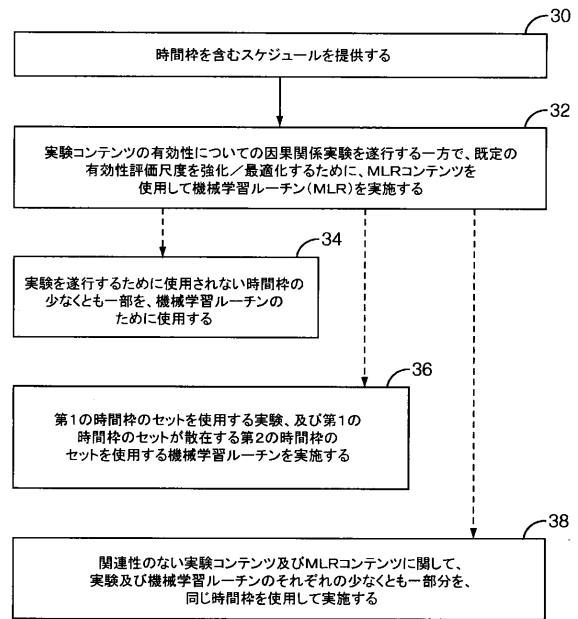 30
時間枠を含むスケジュールを提供する
32
実験コンテンツの有効性についての因果関係実験を遂行する一方で、既定の
有効性評価尺度を強化／最適化するために、MLRコンテンツを
使用して機械学習ルーチン(MLR)を実施する
34
実験を遂行するために使用されない時間枠の
少なくとも一部を、機械学習ルーチンの
ために使用する
36
第1の時間枠のセットを使用する実験、及び第1の
時間枠のセットが散在する第2の時間枠の
セットを使用する機械学習ルーチンを実施する
38
関連性のない実験コンテンツ及びMLRコンテンツに関して、
実験及び機械学習ルーチンのそれぞれの少なくとも一部分を、
同じ時間枠を使用して実施する